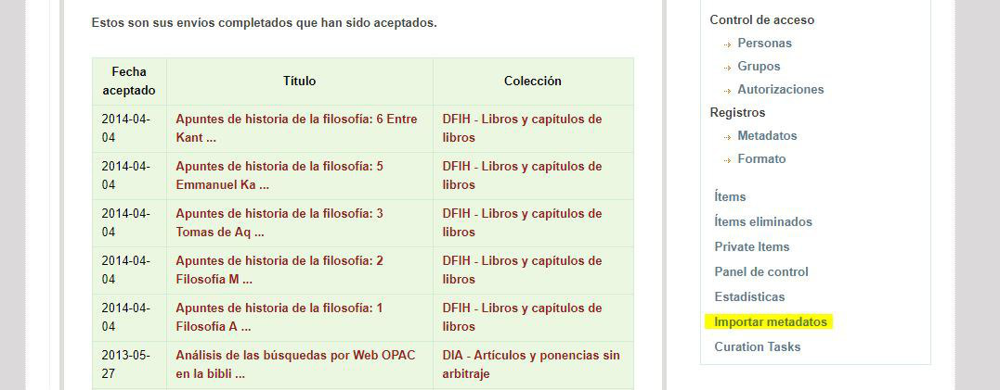 Estos son sus envíos completados que han sido aceptados.
Fecha
aceptado
Título
Colección
2014-04-
04
Apuntes de historia de la filosofía: 6 Entre
Kant ...
DFIH - Libros y capítulos de
libros
2014-04-
04
Apuntes de historia de la filosofía: 5
Emmanuel Ka ...
DFIH - Libros y capítulos de
libros
2014-04-
04
Apuntes de historia de la filosofía: 3
Tomas de Aq ...
DFIH - Libros y capítulos de
libros
2014-04-
04
Apuntes de historia de la filosofía: 2
Filosofía M ...
DFIH - Libros y capítulos de
libros
2014-04-
04
Apuntes de historia de la filosofía: 1
Filosofía A ...
DFIH - Libros y capítulos de
libros
2013-05-
27
Análisis de las búsquedas por Web OPAC
en la bibli ...
DIA - Artículos y ponencias sin
arbitraje
Control de acceso
Personas
Grupos
Autorizaciones
Registros
Metadatos
Formato
Ítems
Ítems eliminados
Private Items
Panel de control
Estadísticas
Importar metadatos
Curation Tasks